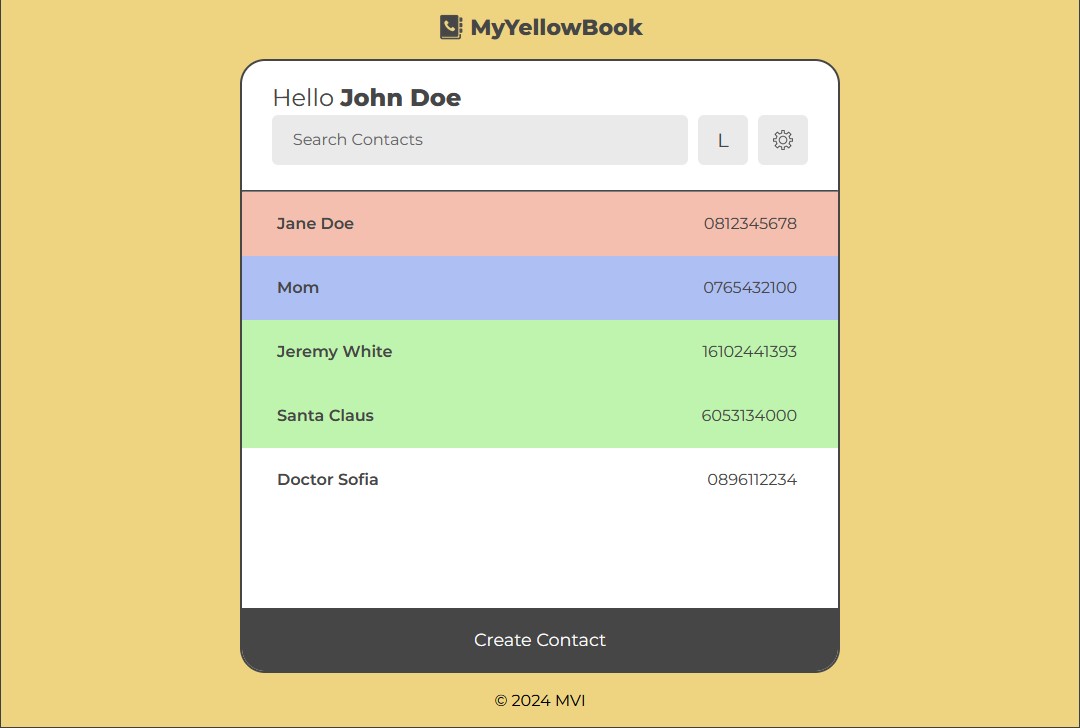 MyYellowBook
Hello John Doe
Search Contacts L
Jane Doe 0812345678
Mom 0765432100
Jeremy White 16102441393
Santa Claus 6053134000
Doctor Sofia 0896112234
Create Contact
© 2024 MVI